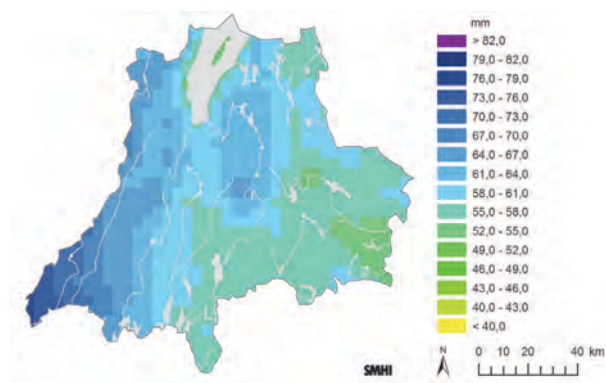 mm
> 82,0
79,0 - 82,0
76,0 - 79,0
73,0 - 76,0
70,0 - 73,0
67,0 - 70,0
64,0 - 67,0
61,0 - 64,0
58,0 - 61,0
55,0 - 58,0
52,0 - 55,0
49,0 - 52,0
46,0 - 49,0
43,0 - 46,0
40,0 - 43,0
< 40,0
SMHI
N
0 10 20 40 km